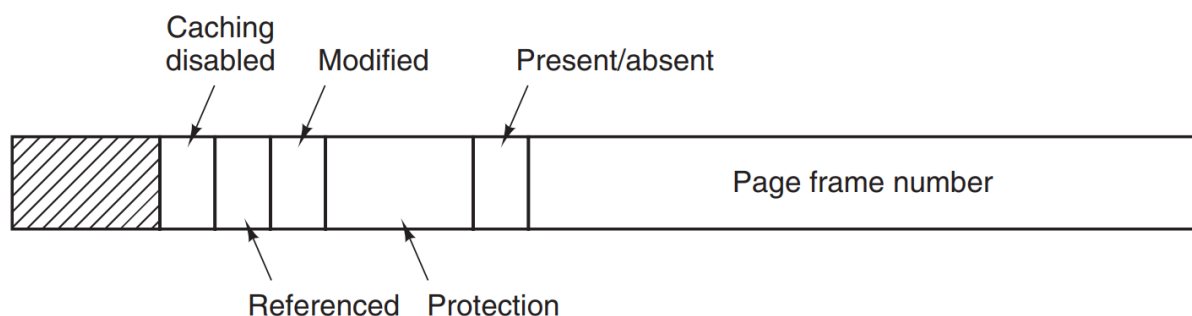 Caching
disabled
Modified
Present/absent
Page frame number
Referenced
Protection